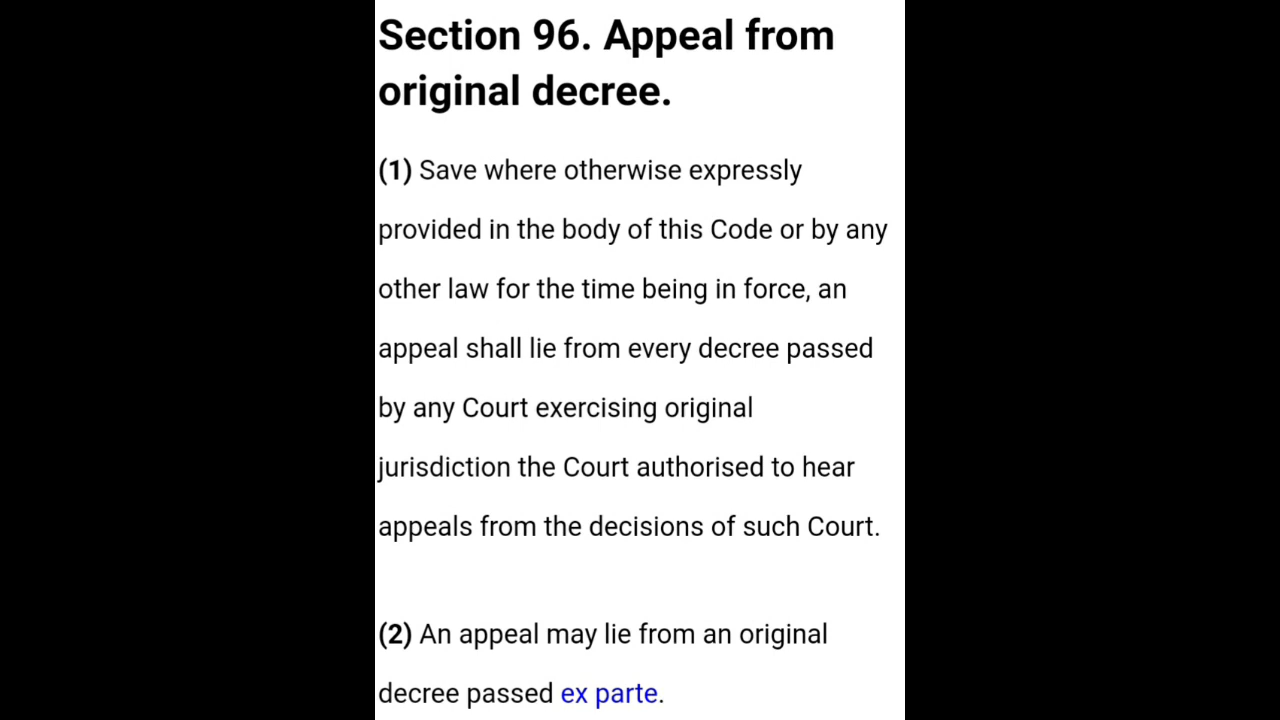 Section 96. Appeal from
original decree.
(1) Save where otherwise expressly
provided in the body of this Code or by any
other law for the time being in force, an
appeal shall lie from every decree passed
by any Court exercising original
jurisdiction the Court authorised to hear
appeals from the decisions of such Court.
(2) An appeal may lie from an original
decree passed ex parte.